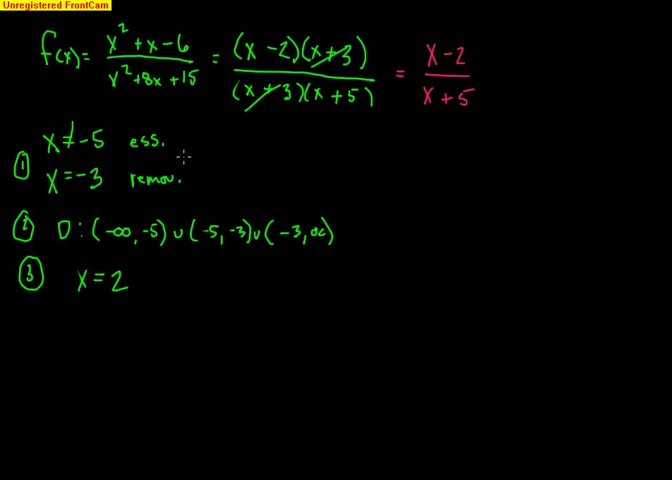 Unregistered FrontCam
f(x) = x² + x - 6 / x² + 8x + 15 = (x - 2)(x + 3) / (x + 3)(x + 5) = x - 2 / x + 5
x ≠ -5 ess.
① x = -3 remov.
② D: (-∞, -5) ∪ (-5, -3) ∪ (-3, ∞)
③ x = 2